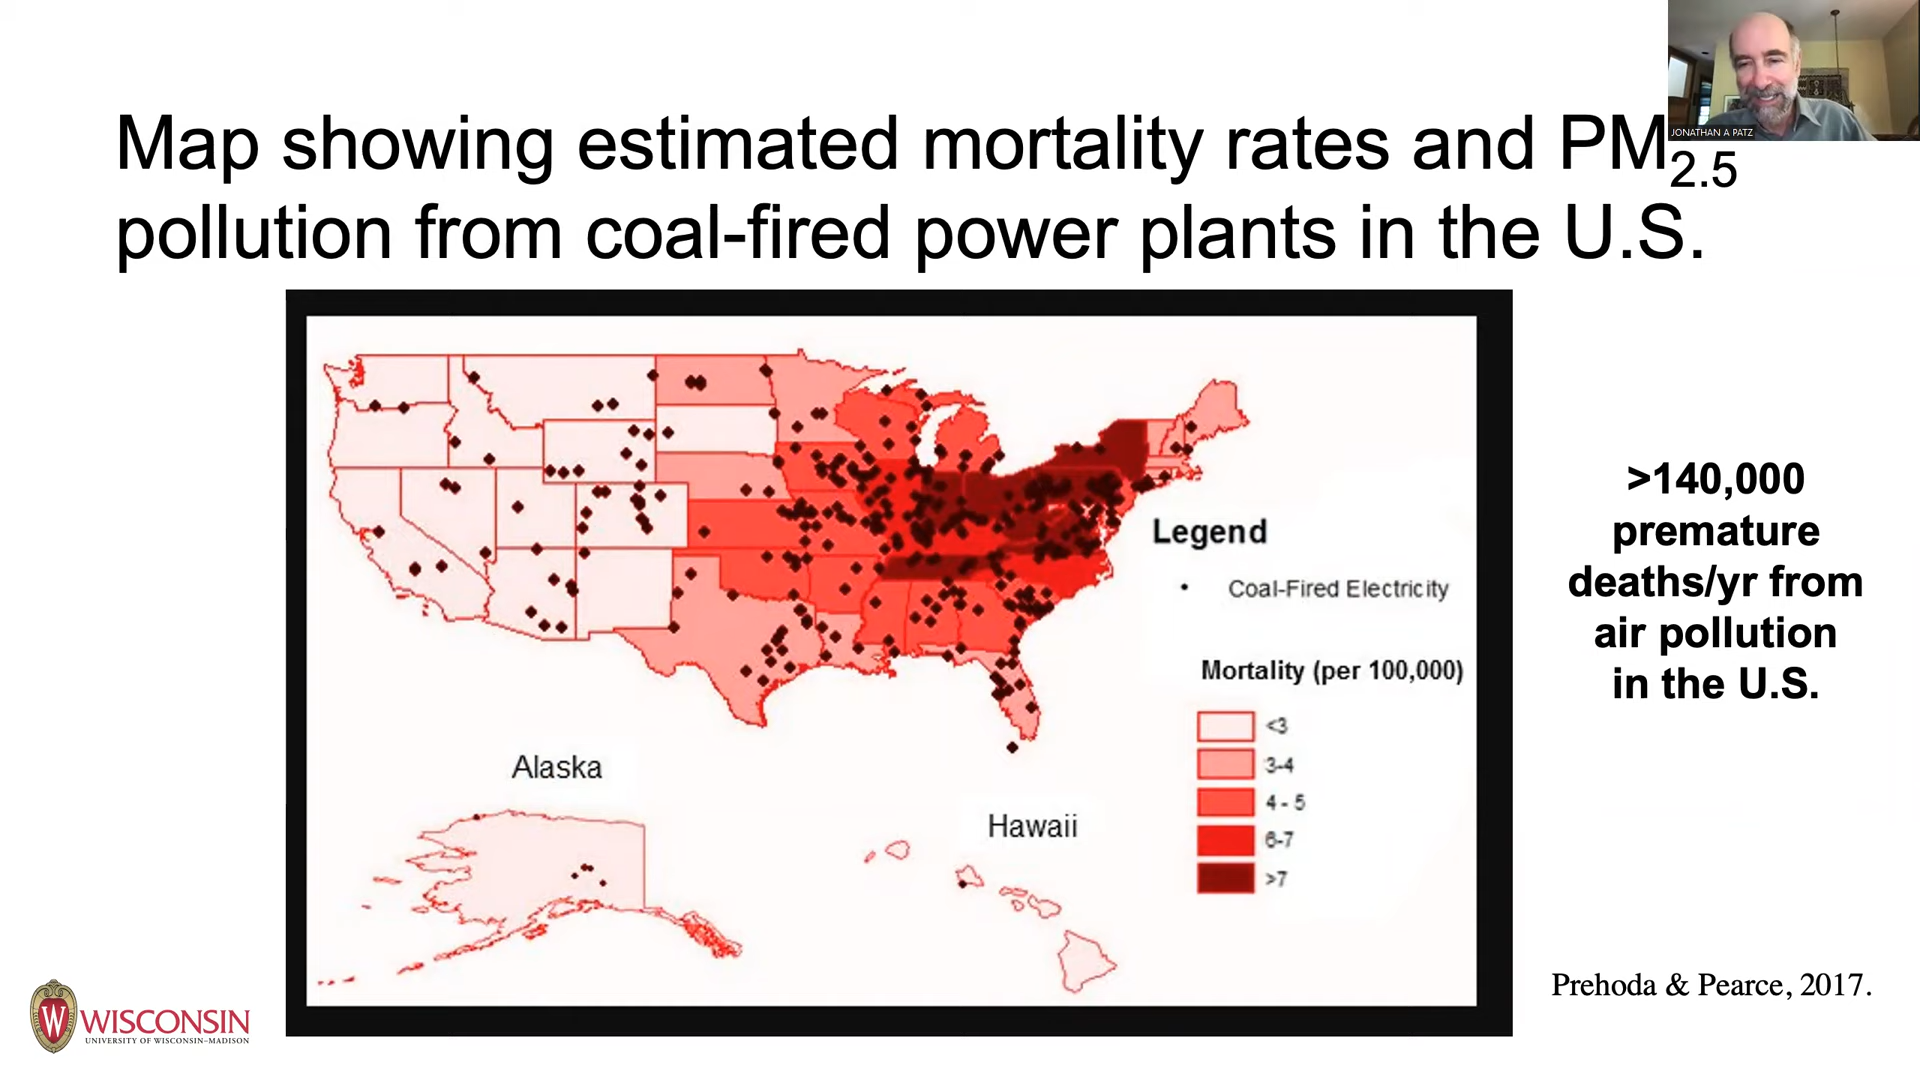 JONATHAN A PATZ
Map showing estimated mortality rates and PM2.5
pollution from coal-fired power plants in the U.S.
Legend
Coal-Fired Electricity
Mortality (per 100,000)
<3
3-4
4 - 5
6-7
>7
Alaska
Hawaii
>140,000
premature
deaths/yr from
air pollution
in the U.S.
Prehoda & Pearce, 2017.
W
WISCONSIN
UNIVERSITY OF WISCONSIN–MADISON